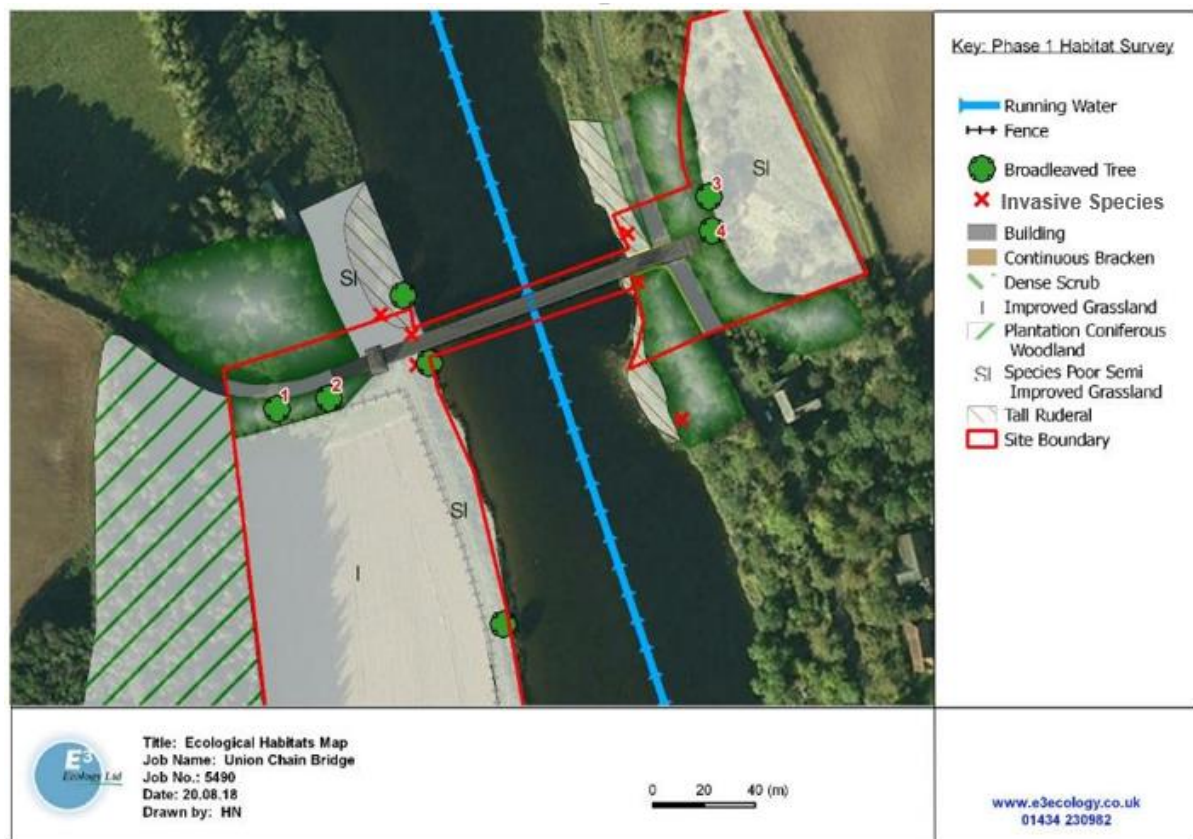 SI
3
4
SI
1
2
SI
I
Key: Phase 1 Habitat Survey
Running Water
Fence
Broadleaved Tree
Invasive Species
Building
Continuous Bracken
Dense Scrub
I Improved Grassland
Plantation Coniferous
Woodland
SI Species Poor Semi
Improved Grassland
Tall Ruderal
Site Boundary
E³
Ecology Ltd
Title: Ecological Habitats Map
Job Name: Union Chain Bridge
Job No.: 5490
Date: 20.08.18
Drawn by: HN
0 20 40 (m)
www.e3ecology.co.uk
01434 230982